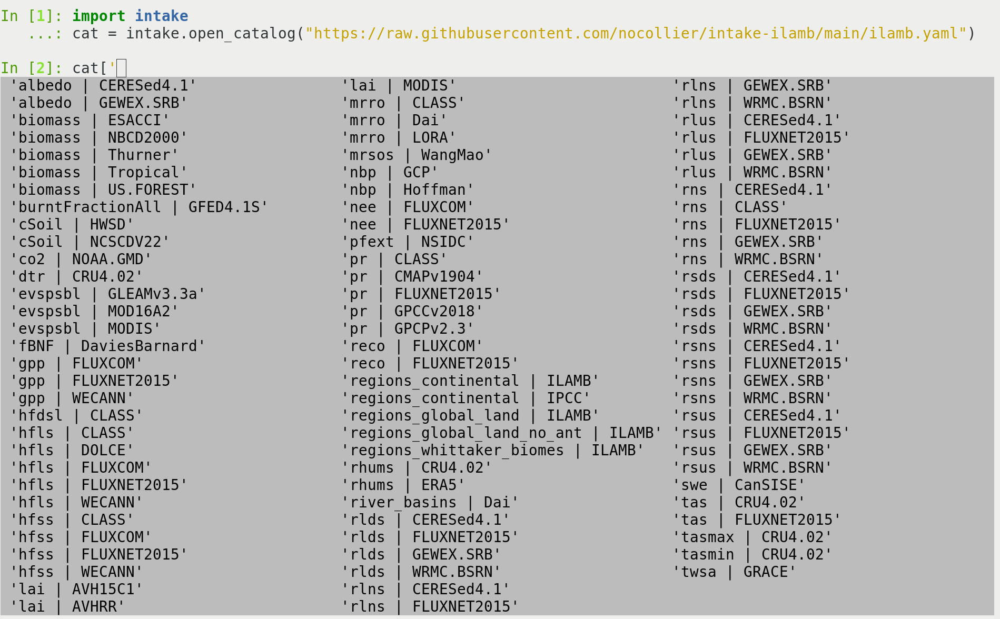 In [1]: import intake
   ...: cat = intake.open_catalog("https://raw.githubusercontent.com/nocollier/intake-ilamb/main/ilamb.yaml")
In [2]: cat['
'albedo | CERESed4.1' 'lai | MODIS' 'rlns | GEWEX.SRB'
'albedo | GEWEX.SRB' 'mrro | CLASS' 'rlns | WRMC.BSRN'
'biomass | ESACCI' 'mrro | Dai' 'rlus | CERESed4.1'
'biomass | NBCD2000' 'mrro | LORA' 'rlus | FLUXNET2015'
'biomass | Thurner' 'mrsos | WangMao' 'rlus | GEWEX.SRB'
'biomass | Tropical' 'nbp | GCP' 'rlus | WRMC.BSRN'
'biomass | US.FOREST' 'nbp | Hoffman' 'rns | CERESed4.1'
'burntFractionAll | GFED4.1S' 'nee | FLUXCOM' 'rns | CLASS'
'cSoil | HWSD' 'nee | FLUXNET2015' 'rns | FLUXNET2015'
'cSoil | NCSCDV22' 'pfext | NSIDC' 'rns | GEWEX.SRB'
'co2 | NOAA.GMD' 'pr | CLASS' 'rns | WRMC.BSRN'
'dtr | CRU4.02' 'pr | CMAPv1904' 'rsds | CERESed4.1'
'evspsbl | GLEAMv3.3a' 'pr | FLUXNET2015' 'rsds | FLUXNET2015'
'evspsbl | MOD16A2' 'pr | GPCCv2018' 'rsds | GEWEX.SRB'
'evspsbl | MODIS' 'pr | GPCPv2.3' 'rsds | WRMC.BSRN'
'fBNF | DaviesBarnard' 'reco | FLUXCOM' 'rsns | CERESed4.1'
'gpp | FLUXCOM' 'reco | FLUXNET2015' 'rsns | FLUXNET2015'
'gpp | FLUXNET2015' 'regions_continental | ILAMB' 'rsns | GEWEX.SRB'
'gpp | WECANN' 'regions_continental | IPCC' 'rsns | WRMC.BSRN'
'hfdsl | CLASS' 'regions_global_land | ILAMB' 'rsus | CERESed4.1'
'hfls | CLASS' 'regions_global_land_no_ant | ILAMB' 'rsus | FLUXNET2015'
'hfls | DOLCE' 'regions_whittaker_biomes | ILAMB' 'rsus | GEWEX.SRB'
'hfls | FLUXCOM' 'rhums | CRU4.02' 'rsus | WRMC.BSRN'
'hfls | FLUXNET2015' 'rhums | ERA5' 'swe | CanSISE'
'hfls | WECANN' 'river_basins | Dai' 'tas | CRU4.02'
'hfss | CLASS' 'rlds | CERESed4.1' 'tas | FLUXNET2015'
'hfss | FLUXCOM' 'rlds | FLUXNET2015' 'tasmax | CRU4.02'
'hfss | FLUXNET2015' 'rlds | GEWEX.SRB' 'tasmin | CRU4.02'
'hfss | WECANN' 'rlds | WRMC.BSRN' 'twsa | GRACE'
'lai | AVH15C1' 'rlns | CERESed4.1'
'lai | AVHRR' 'rlns | FLUXNET2015'